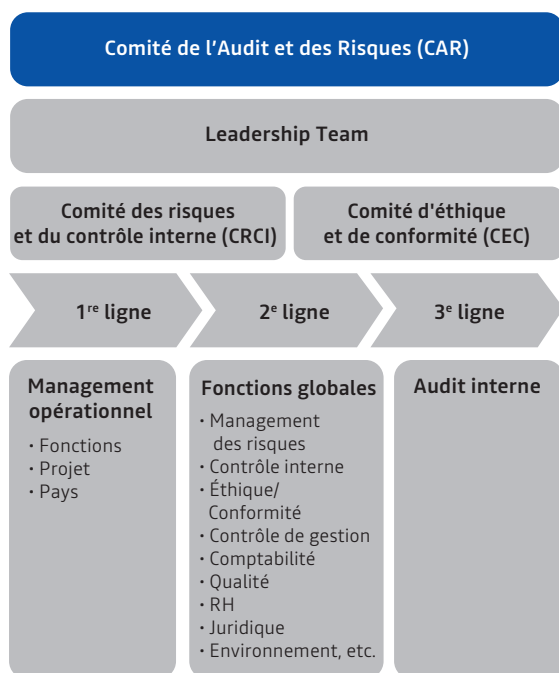 Comité de l'Audit et des Risques (CAR)
Leadership Team
Comité des risques
et du contrôle interne (CRCI)
Comité d'éthique
et de conformité (CEC)
1re ligne
2e ligne
3e ligne
Management
opérationnel
· Fonctions
· Projet
· Pays
Fonctions globales
· Management
des risques
· Contrôle interne
· Éthique/
Conformité
· Contrôle de gestion
· Comptabilité
· Qualité
· RH
· Juridique
· Environnement, etc.
Audit interne